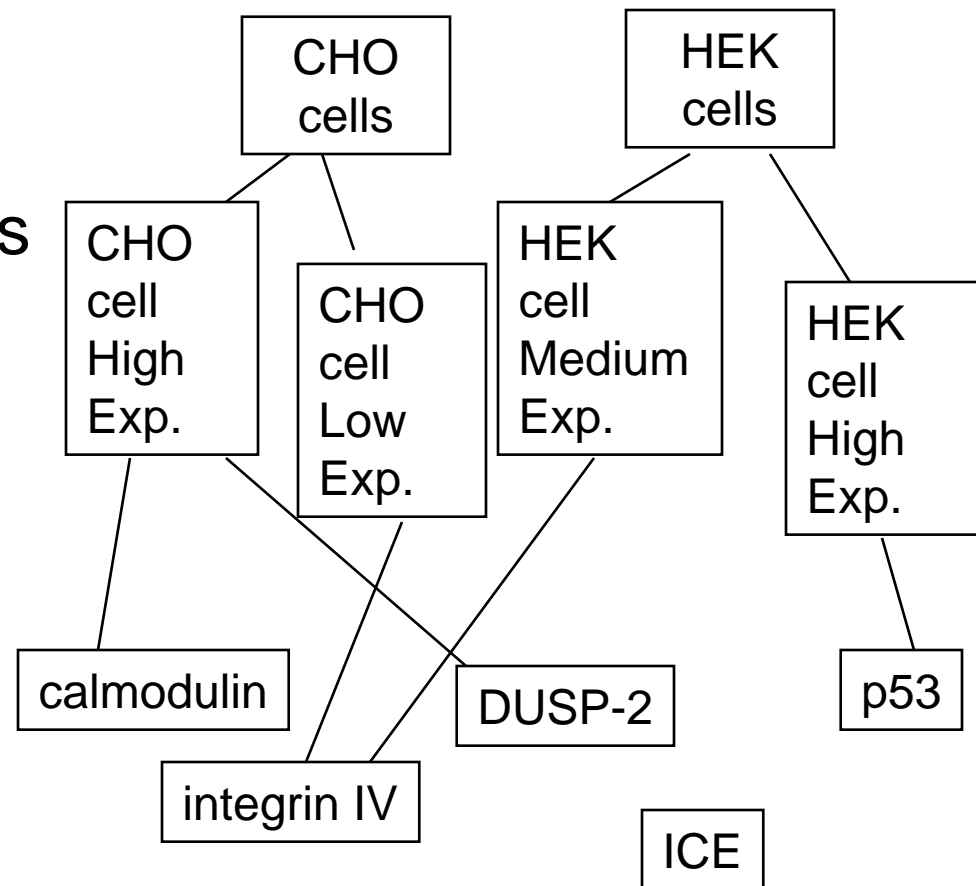 CHO
cells
HEK
cells
s
CHO
cell
High
Exp.
CHO
cell
Low
Exp.
HEK
cell
Medium
Exp.
HEK
cell
High
Exp.
calmodulin
DUSP-2
p53
integrin IV
ICE